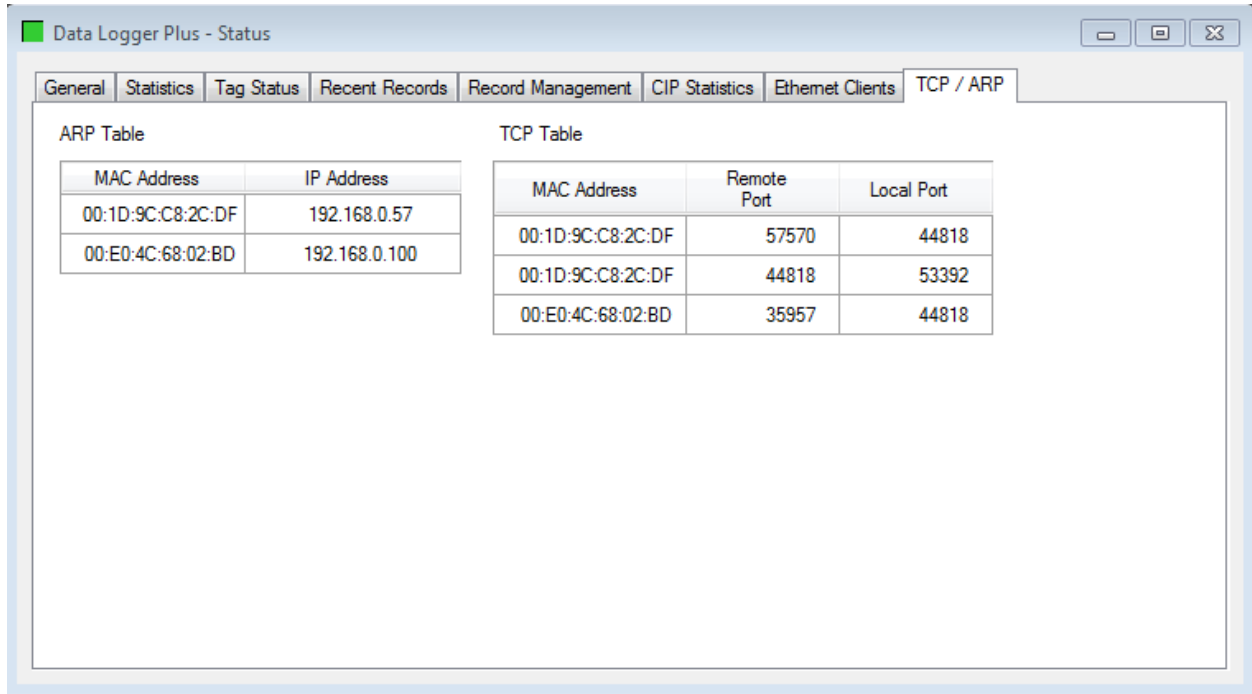 Data Logger Plus - Status
General Statistics Tag Status Recent Records Record Management CIP Statistics Ethernet Clients TCP / ARP
ARP Table
MAC Address IP Address
00:1D:9C:C8:2C:DF 192.168.0.57
00:E0:4C:68:02:BD 192.168.0.100
TCP Table
MAC Address Remote Port Local Port
00:1D:9C:C8:2C:DF 57570 44818
00:1D:9C:C8:2C:DF 44818 53392
00:E0:4C:68:02:BD 35957 44818